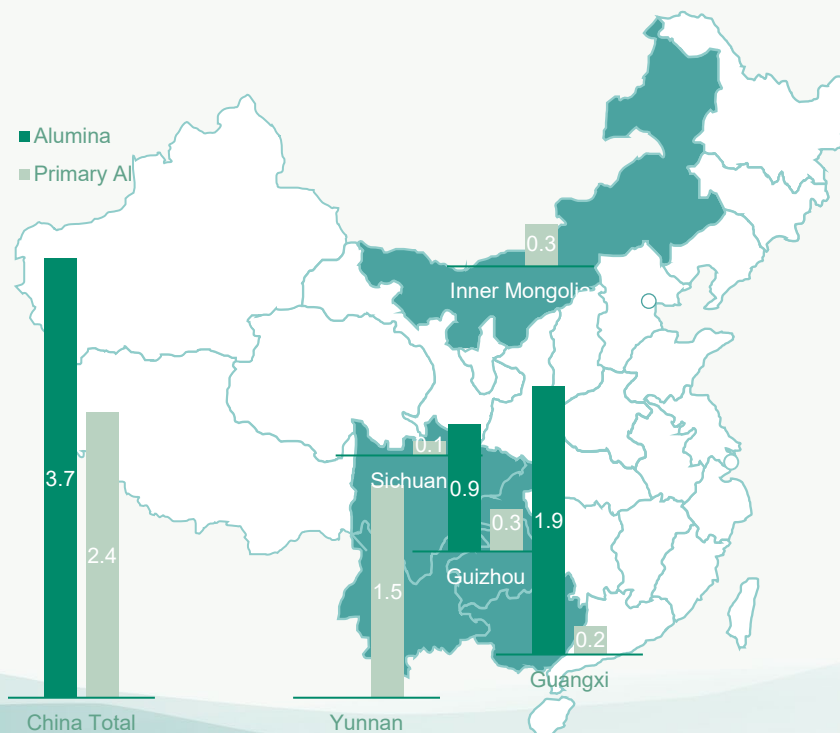 Alumina
Primary Al
0.3
Inner Mongolia
0.1
Sichuan
0.9
3.7
0.3
1.9
2.4
Guizhou
1.5
0.2
Guangxi
China Total
Yunnan